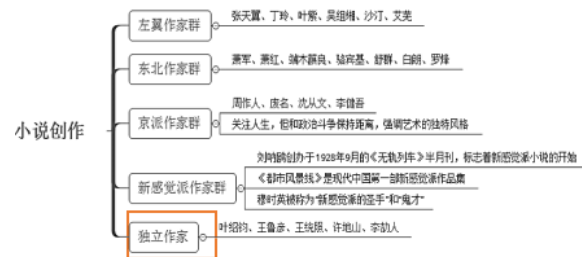 小说创作
左翼作家群
张天翼、丁玲、叶紫、吴组缃、沙汀、艾芜
东北作家群
萧军、萧红、端木蕻良、骆宾基、舒群、白朗、罗烽
京派作家群
周作人、废名、沈从文、李健吾
关注人生，但和政治斗争保持距离，强调艺术的独特风格
新感觉派作家群
刘呐鸥创办于1928年9月的《无轨列车》半月刊，标志着新感觉派小说的开始
《都市风景线》是现代中国第一部新感觉派作品集
穆时英被称为“新感觉派的圣手”和“鬼才”
独立作家
叶绍钧、王鲁彦、王统照、许地山、李劼人